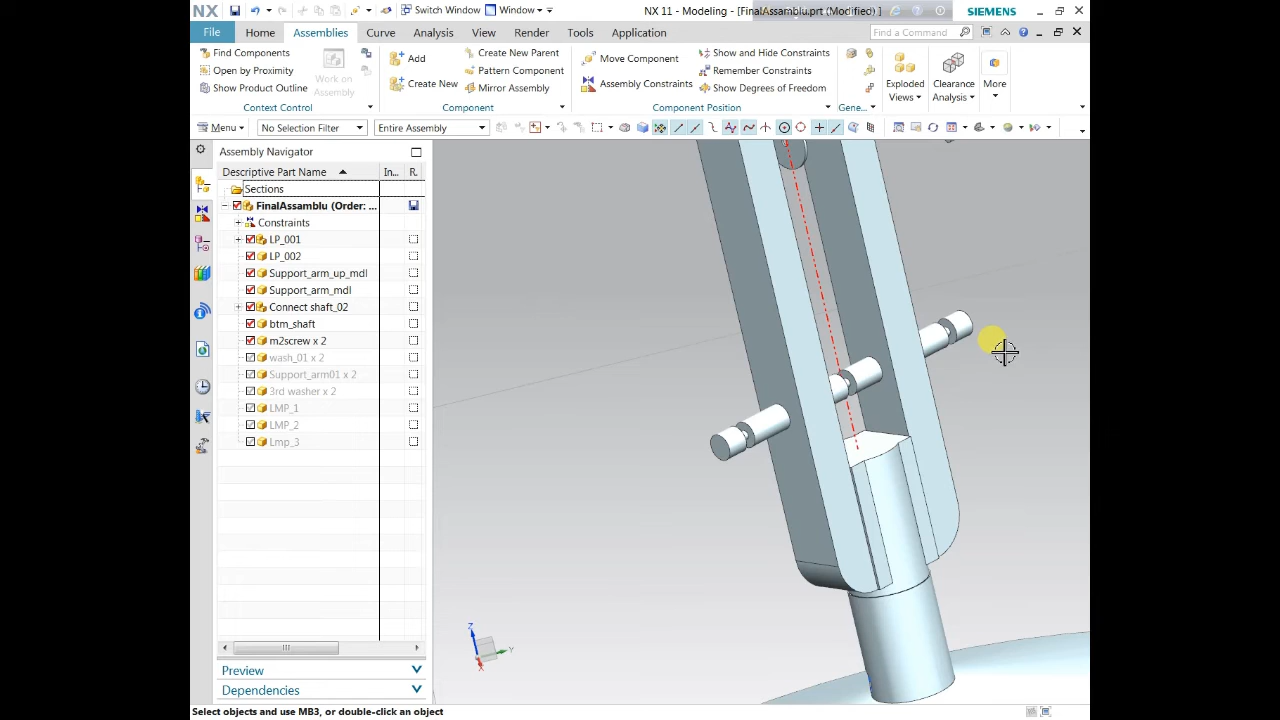 NX Switch Window Window NX 11 - Modeling - [FinalAssamblu.prt (Modified) ] SIEMENS
File Home Assemblies Curve Analysis View Render Tools Application Find a Command
Find Components
Open by Proximity
Show Product Outline
Work on
Assembly
Context Control
Add
Create New
Create New Parent
Pattern Component
Mirror Assembly
Component
Move Component
Assembly Constraints
Show and Hide Constraints
Remember Constraints
Show Degrees of Freedom
Component Position
Gene...
Exploded
Views
Clearance
Analysis
More
Menu No Selection Filter Entire Assembly
Assembly Navigator
Descriptive Part Name In... R.
Sections
FinalAssamblu (Order: ...
Constraints
LP_001
LP_002
Support_arm_up_mdl
Support_arm_mdl
Connect shaft_02
btm_shaft
m2screw x 2
wash_01 x 2
Support_arm01 x 2
3rd washer x 2
LMP_1
LMP_2
Lmp_3
Z
Y
X
Preview
Dependencies
Select objects and use MB3, or double-click an object